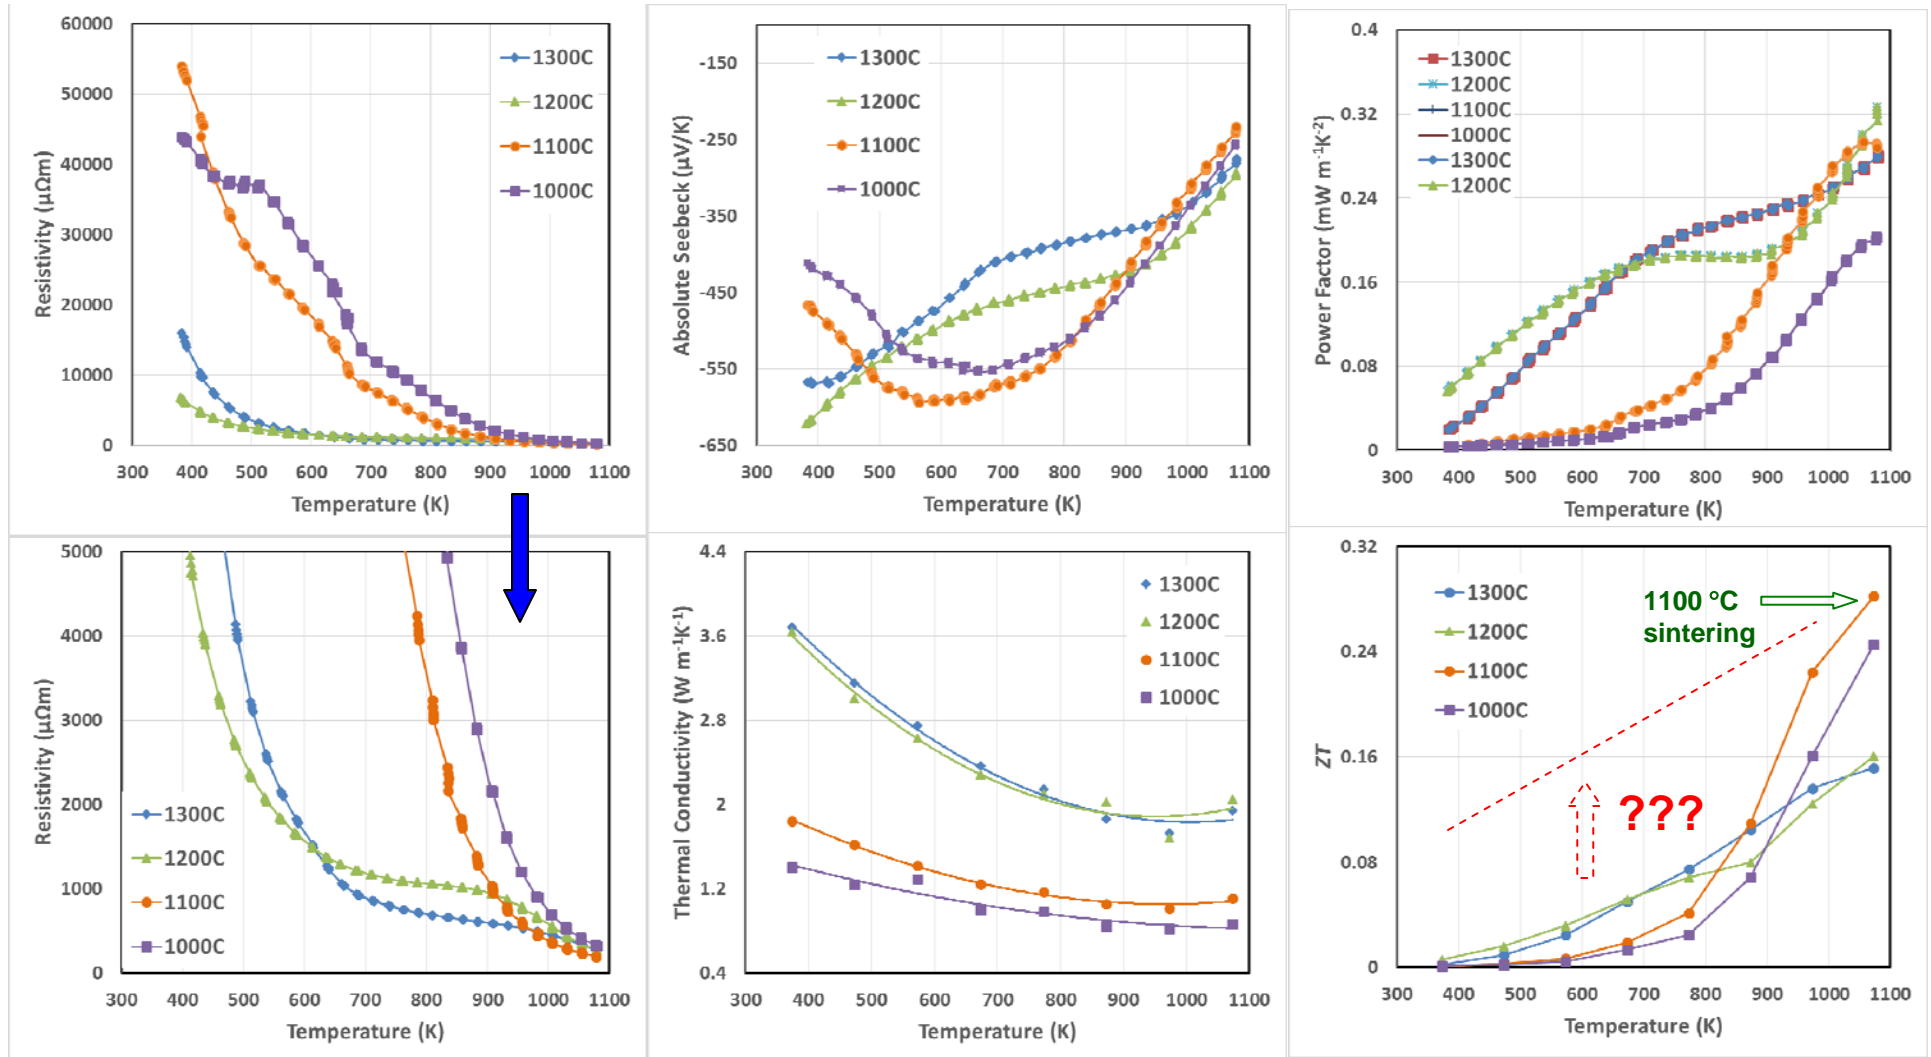 60000
50000
40000
30000
20000
10000
0
Resistivity (μΩm)
1300C
1200C
1100C
1000C
300 400 500 600 700 800 900 1000 1100
Temperature (K)
-150
-250
-350
-450
-550
-650
Absolute Seebeck (μV/K)
1300C
1200C
1100C
1000C
300 400 500 600 700 800 900 1000 1100
Temperature (K)
0.4
0.32
0.24
0.16
0.08
0
Power Factor (mW m⁻¹K⁻²)
1300C
1200C
1100C
1000C
1300C
1200C
300 400 500 600 700 800 900 1000 1100
Temperature (K)
5000
4000
3000
2000
1000
0
Resistivity (μΩm)
1300C
1200C
1100C
1000C
300 400 500 600 700 800 900 1000 1100
Temperature (K)
4.4
3.6
2.8
2
1.2
0.4
Thermal Conductivity (W m⁻¹K⁻¹)
1300C
1200C
1100C
1000C
300 400 500 600 700 800 900 1000 1100
Temperature (K)
0.32
0.24
0.16
0.08
0
ZT
1300C
1200C
1100C
1000C
1100 °C
sintering
???
300 400 500 600 700 800 900 1000 1100
Temperature (K)